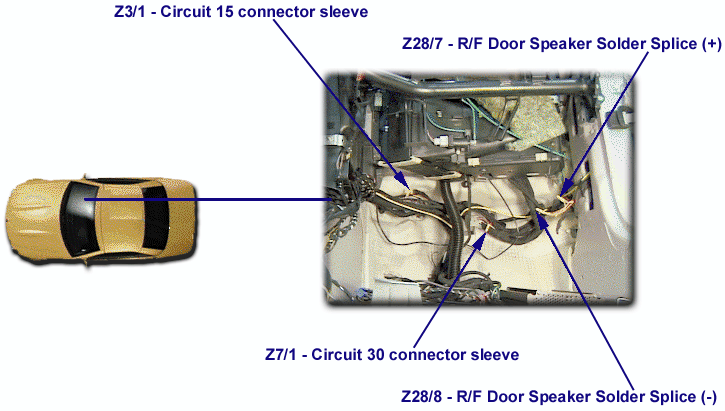 Z3/1 - Circuit 15 connector sleeve
Z28/7 - R/F Door Speaker Solder Splice (+)
Z7/1 - Circuit 30 connector sleeve
Z28/8 - R/F Door Speaker Solder Splice (-)